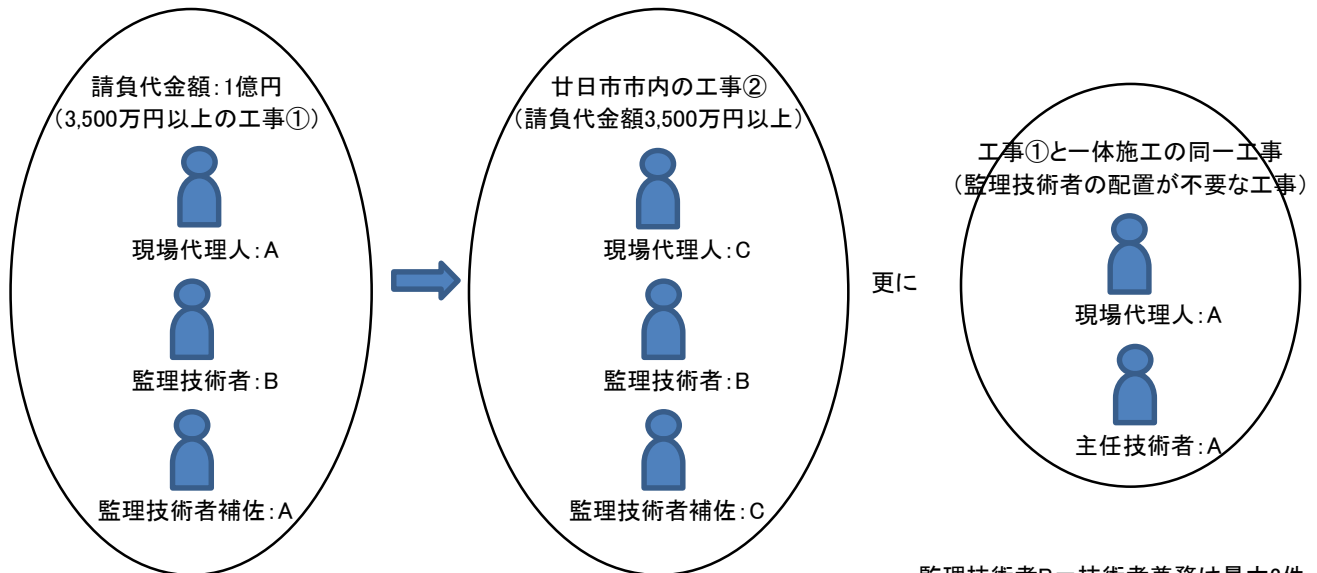 請負代金額：1億円
（3,500万円以上の工事①）
現場代理人：A
監理技術者：B
監理技術者補佐：A
廿日市市内の工事②
（請負代金額3,500万円以上）
現場代理人：C
監理技術者：B
監理技術者補佐：C
更に
工事①と一体施工の同一工事
（監理技術者の配置が不要な工事）
現場代理人：A
主任技術者：A